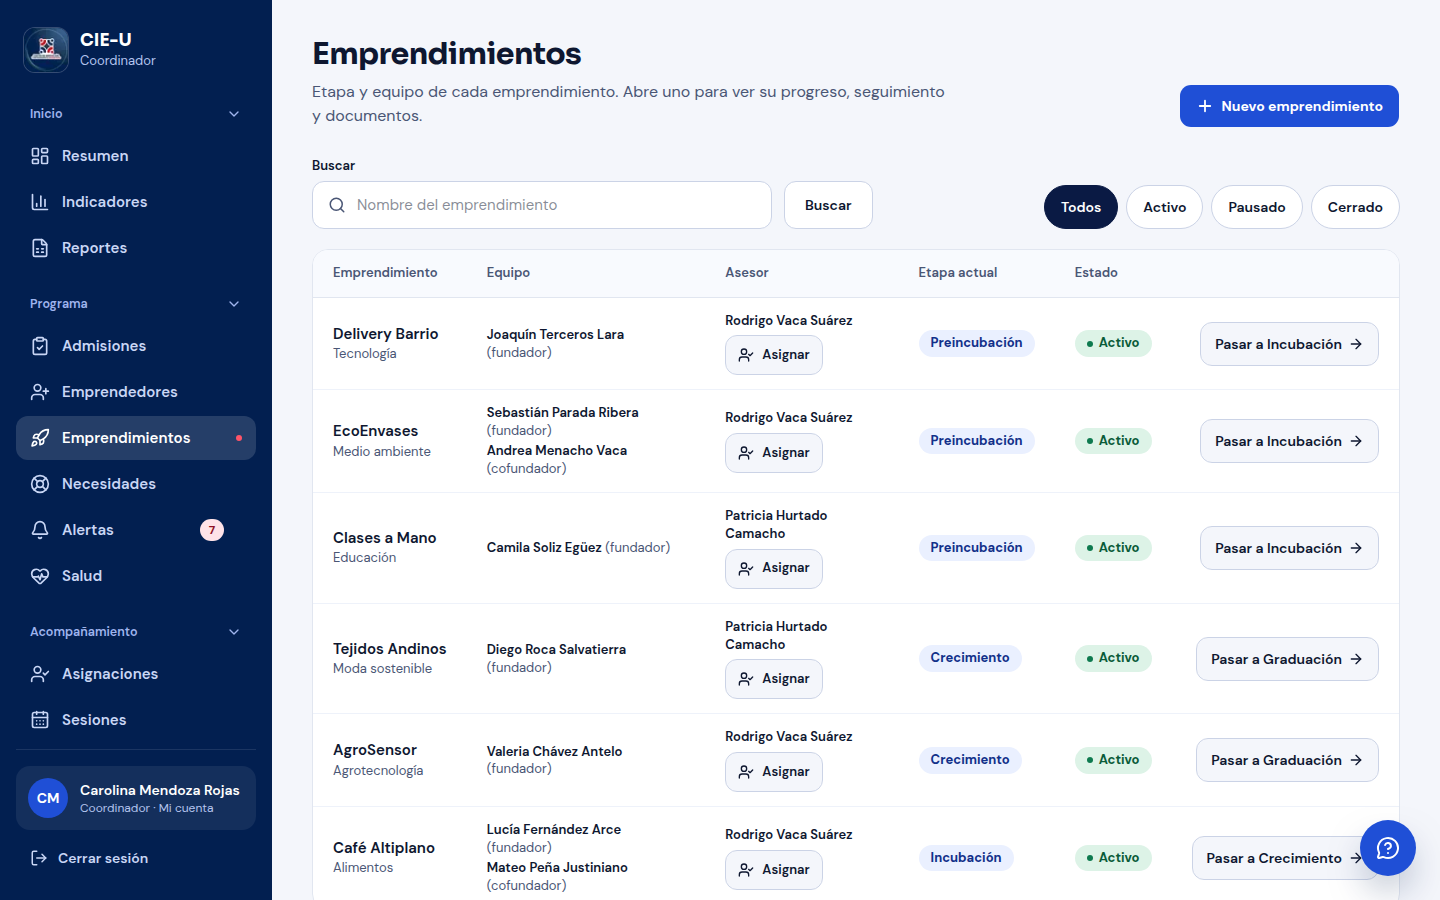 CIE-U
Coordinador
Inicio
Resumen
Indicadores
Reportes
Programa
Admisiones
Emprendedores
Emprendimientos
Necesidades
Alertas 7
Salud
Acompañamiento
Asignaciones
Sesiones
CM Carolina Mendoza Rojas
Coordinador · Mi cuenta
Cerrar sesión
Emprendimientos
Etapa y equipo de cada emprendimiento. Abre uno para ver su progreso, seguimiento
y documentos.
+ Nuevo emprendimiento
Buscar
Nombre del emprendimiento
Buscar
Todos Activo Pausado Cerrado
Emprendimiento Equipo Asesor Etapa actual Estado
Delivery Barrio
Tecnología
Joaquín Terceros Lara
(fundador)
Rodrigo Vaca Suárez
Asignar
Preincubación
Activo
Pasar a Incubación →
EcoEnvases
Medio ambiente
Sebastián Parada Ribera
(fundador)
Andrea Menacho Vaca
(cofundador)
Rodrigo Vaca Suárez
Asignar
Preincubación
Activo
Pasar a Incubación →
Clases a Mano
Educación
Camila Soliz Egüez (fundador)
Patricia Hurtado
Camacho
Asignar
Preincubación
Activo
Pasar a Incubación →
Tejidos Andinos
Moda sostenible
Diego Roca Salvatierra
(fundador)
Patricia Hurtado
Camacho
Asignar
Crecimiento
Activo
Pasar a Graduación →
AgroSensor
Agrotecnología
Valeria Chávez Antelo
(fundador)
Rodrigo Vaca Suárez
Asignar
Crecimiento
Activo
Pasar a Graduación →
Café Altiplano
Alimentos
Lucía Fernández Arce
(fundador)
Mateo Peña Justiniano
(cofundador)
Rodrigo Vaca Suárez
Asignar
Incubación
Activo
Pasar a Crecimiento →